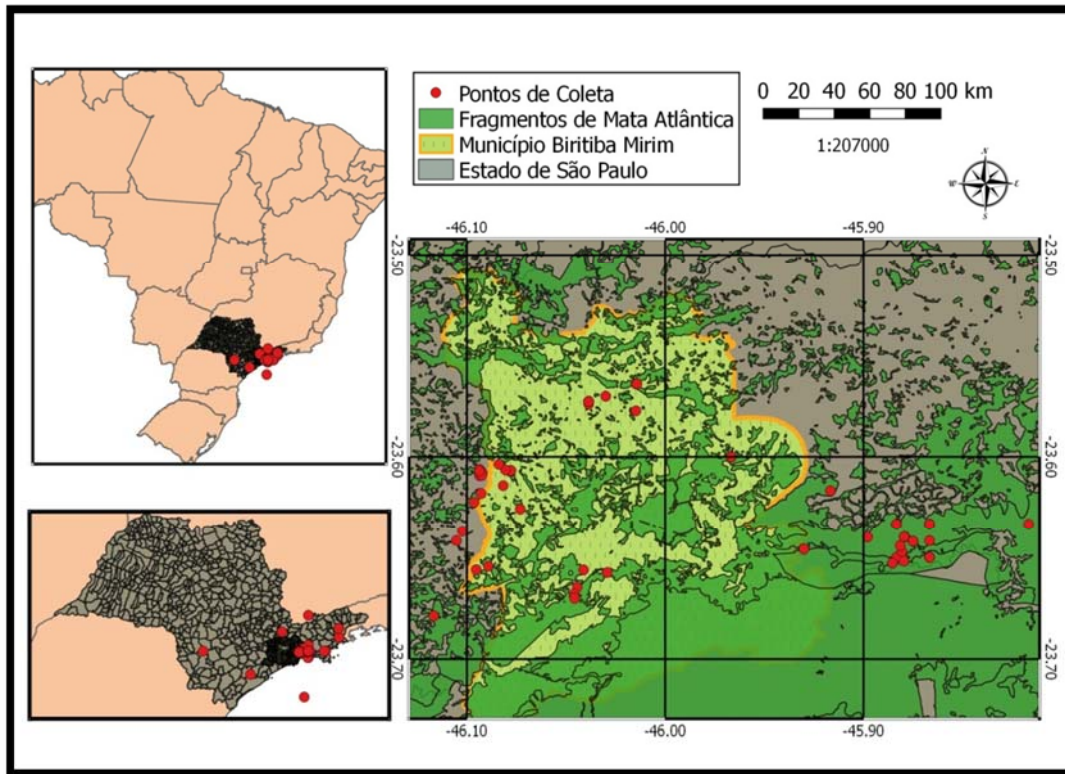 Pontos de Coleta
Fragmentos de Mata Atlântica
Município Biritiba Mirim
Estado de São Paulo
0 20 40 60 80 100 km
1:207000
N
W E
S
-46.10 -46.00 -45.90
-23.50 -23.50
-23.60 -23.60
-23.70 -23.70
-46.10 -46.00 -45.90